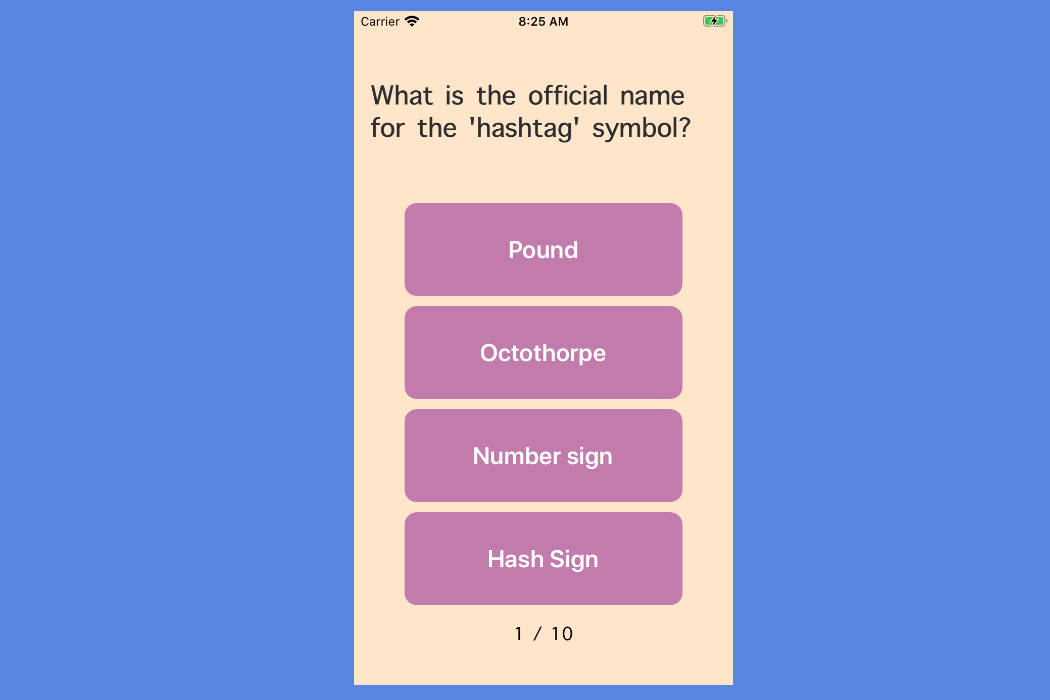 Carrier 8:25 AM
What is the official name
for the 'hashtag' symbol?
Pound
Octothorpe
Number sign
Hash Sign
1 / 10